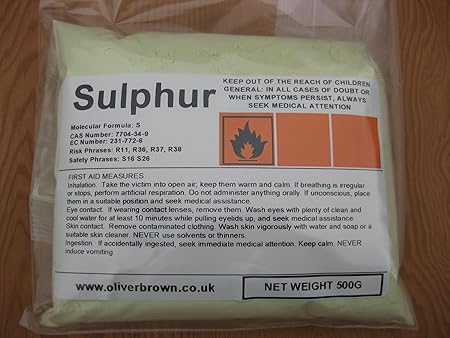 KEEP OUT OF THE REACH OF CHILDREN
GENERAL: IN ALL CASES OF DOUBT OR
WHEN SYMPTOMS PERSIST, ALWAYS
SEEK MEDICAL ATTENTION
Sulphur
Molecular Formula: S
CAS Number: 7704-34-9
EC Number: 231-772-6
Risk Phrases: R11, R36, R37, R38
Safety Phrases: S16 S26
FIRST AID MEASURES
Inhalation. Take the victim into open air; keep them warm and calm. If breathing is irregular
or stops, perform artificial respiration. Do not administer anything orally. If unconscious, place
them in a suitable position and seek medical assistance.
Eye contact. If wearing contact lenses, remove them. Wash eyes with plenty of clean and
cool water for at least 10 minutes while pulling eyelids up, and seek medical assistance.
Skin contact. Remove contaminated clothing. Wash skin vigorously with water and soap or a
suitable skin cleaner. NEVER use solvents or thinners.
Ingestion. If accidentally ingested, seek immediate medical attention. Keep calm. NEVER
induce vomiting.
www.oliverbrown.co.uk
NET WEIGHT 500G